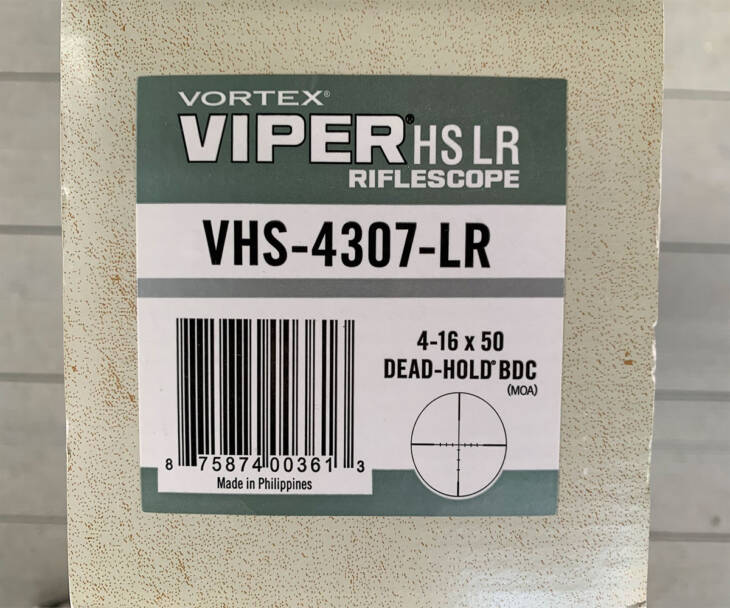 VORTEX®
VIPER® HS LR
RIFLESCOPE
VHS-4307-LR
4-16 x 50
DEAD-HOLD® BDC
(MOA)
8 75874 00361 3
Made in Philippines